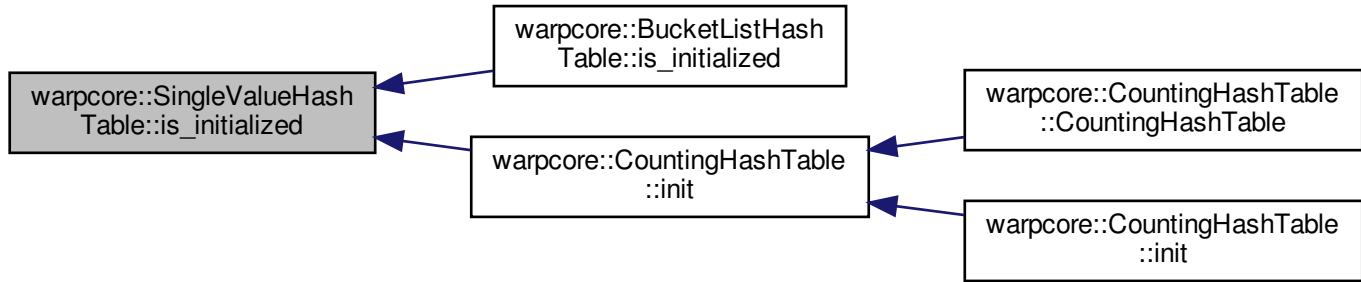 warpcore::SingleValueHash
Table::is_initialized
warpcore::BucketListHash
Table::is_initialized
warpcore::CountingHashTable
::init
warpcore::CountingHashTable
::CountingHashTable
warpcore::CountingHashTable
::init